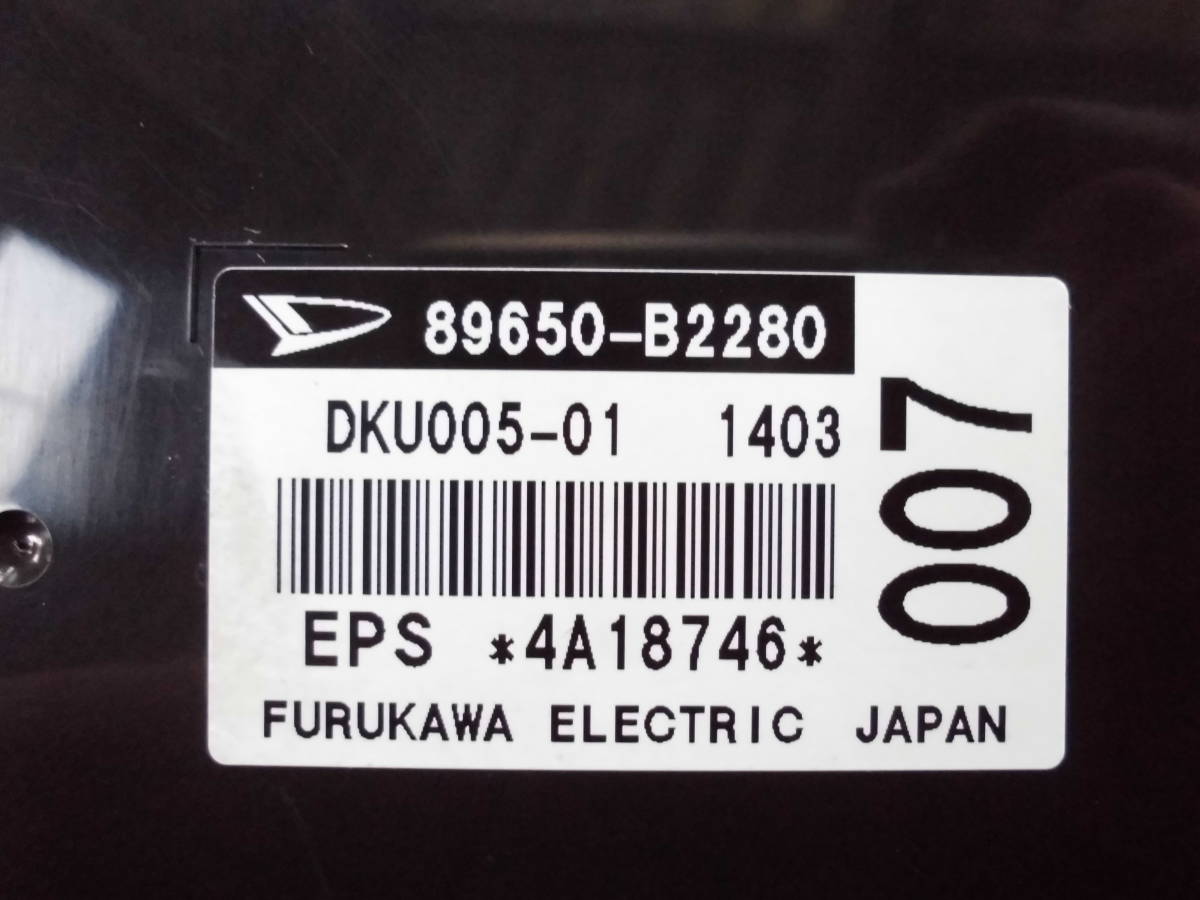 89650-B2280
DKU005-01 1403
007
EPS *4A18746*
FURUKAWA ELECTRIC JAPAN